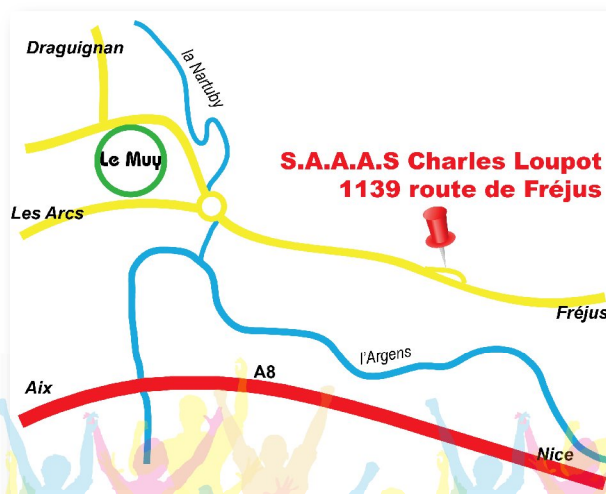 Draguignan
la Nartuby
Le Muy
S.A.A.A.S Charles Loupot
1139 route de Fréjus
Les Arcs
Fréjus
l'Argens
A8
Aix
Nice